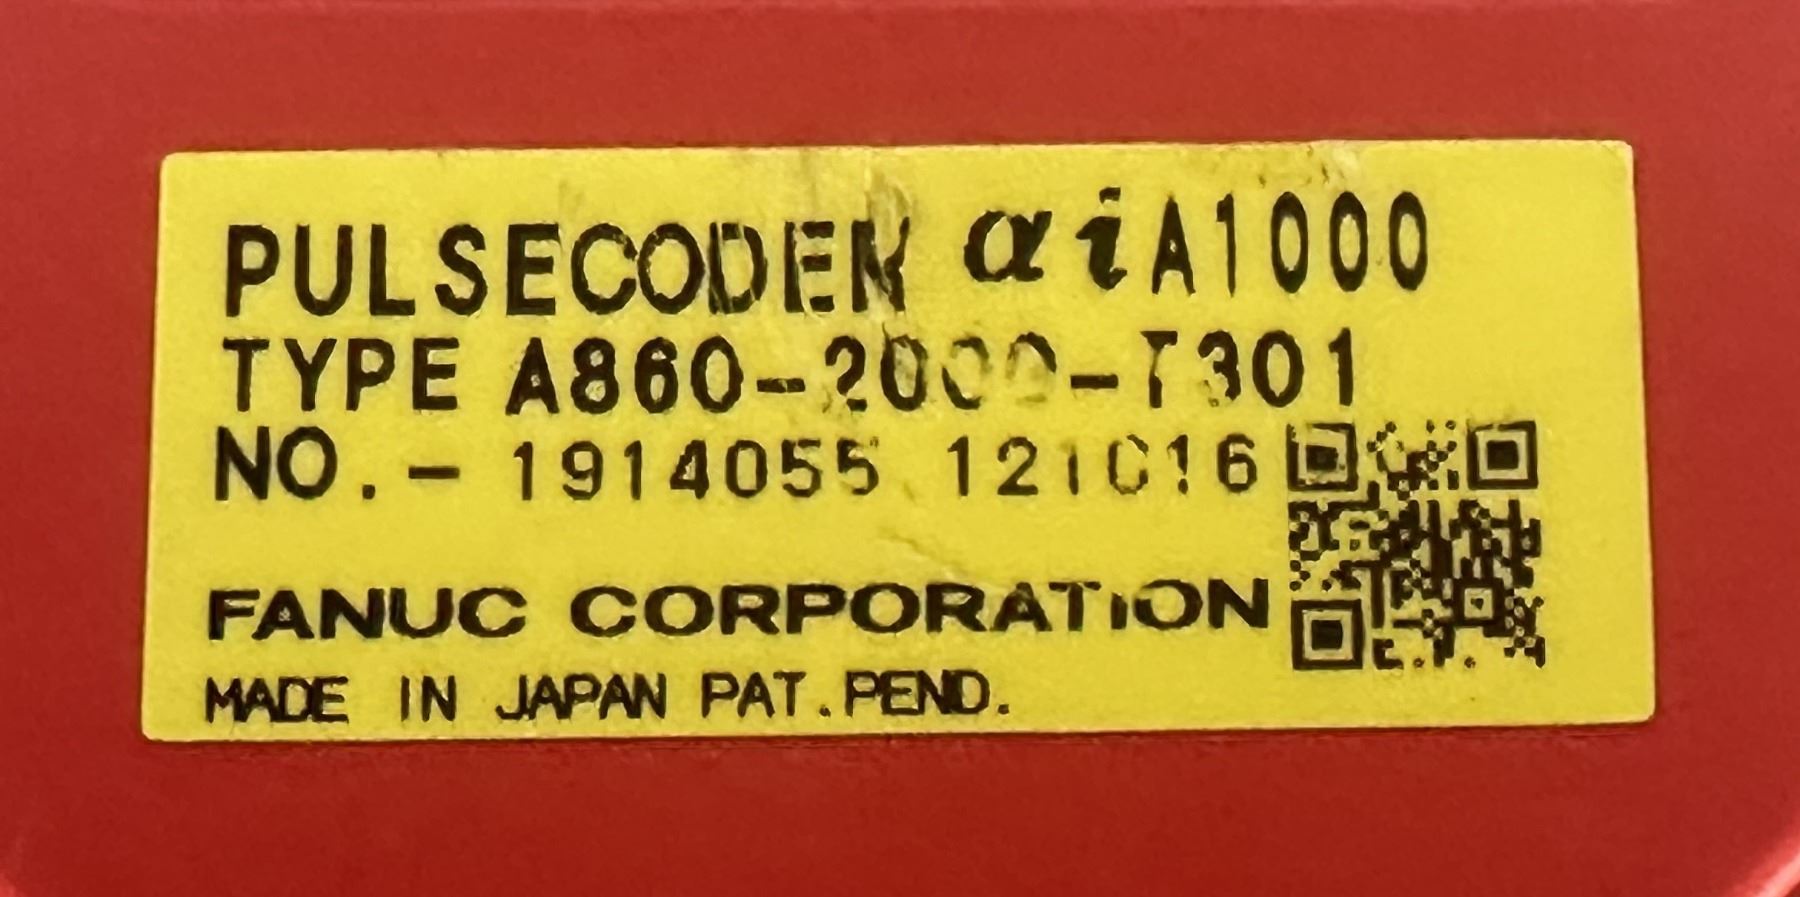 PULSECODER αiA1000
TYPE A860-2000-T301
NO.- 1914055 121016
FANUC CORPORATION
MADE IN JAPAN PAT.PEND.